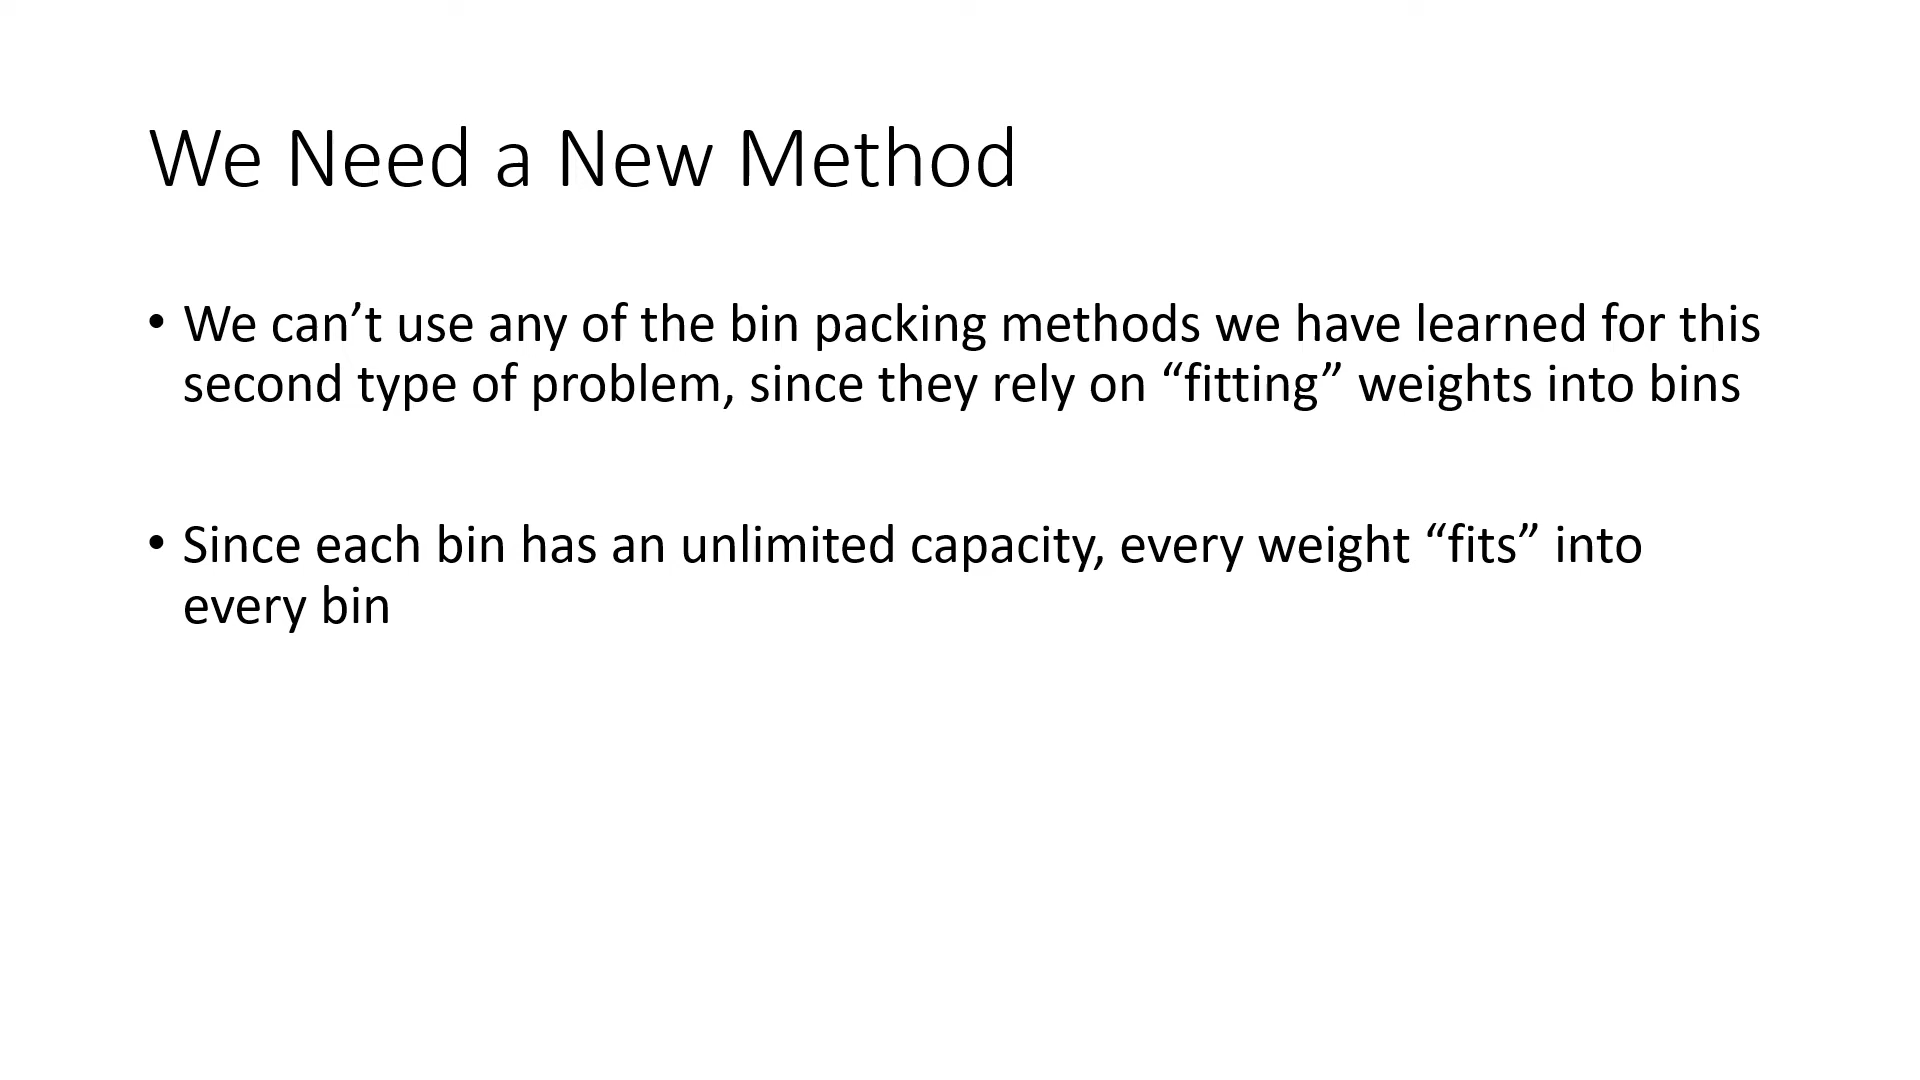 We Need a New Method
• We can’t use any of the bin packing methods we have learned for this
second type of problem, since they rely on “fitting” weights into bins
• Since each bin has an unlimited capacity, every weight “fits” into
every bin